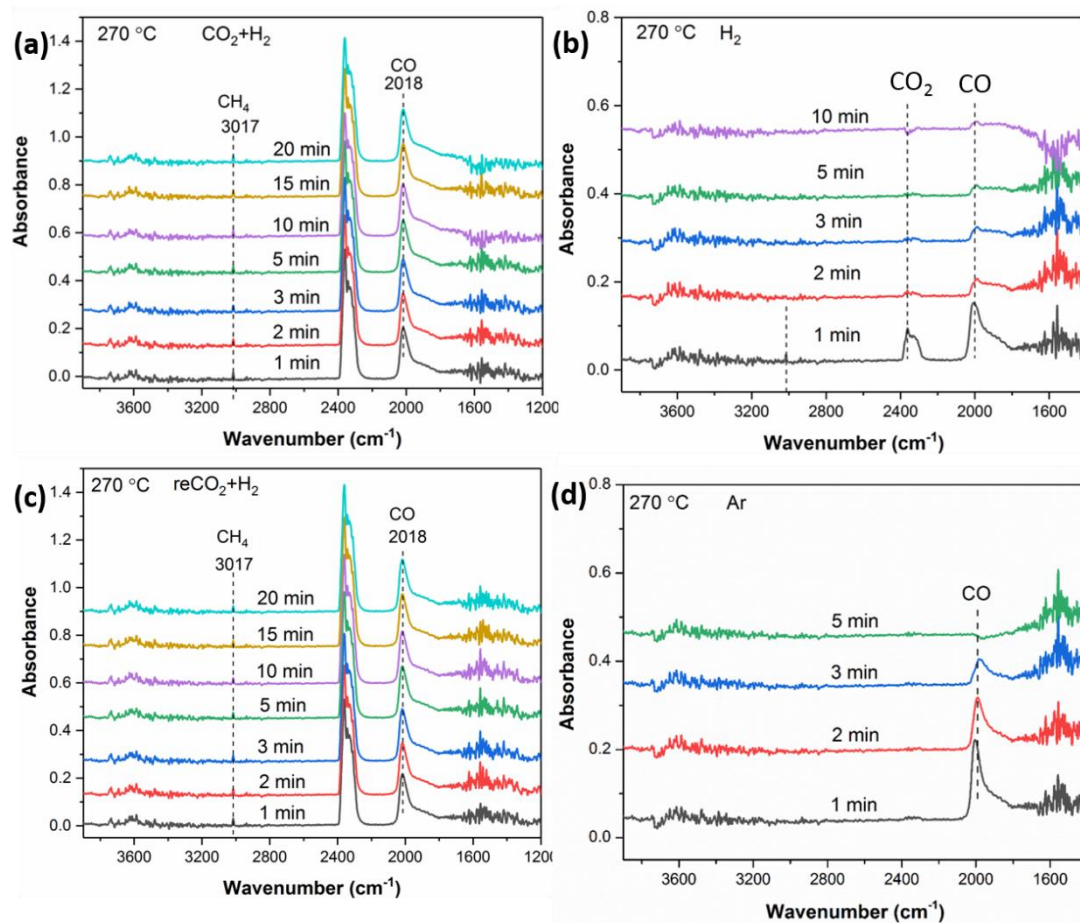 (a)
270 °C CO₂+H₂
CO
2018
CH₄
3017
20 min
15 min
10 min
5 min
3 min
2 min
1 min
1.4
1.2
1.0
0.8
0.6
0.4
0.2
0.0
Absorbance
3600 3200 2800 2400 2000 1600 1200
Wavenumber (cm⁻¹)
(b)
270 °C H₂
CO₂ CO
10 min
5 min
3 min
2 min
1 min
0.8
0.6
0.4
0.2
0.0
Absorbance
3600 3200 2800 2400 2000 1600
Wavenumber (cm⁻¹)
(c)
270 °C reCO₂+H₂
CO
2018
CH₄
3017
20 min
15 min
10 min
5 min
3 min
2 min
1 min
1.4
1.2
1.0
0.8
0.6
0.4
0.2
0.0
Absorbance
3600 3200 2800 2400 2000 1600 1200
Wavenumber (cm⁻¹)
(d)
270 °C Ar
CO
5 min
3 min
2 min
1 min
0.8
0.6
0.4
0.2
0.0
Absorbance
3600 3200 2800 2400 2000 1600
Wavenumber (cm⁻¹)